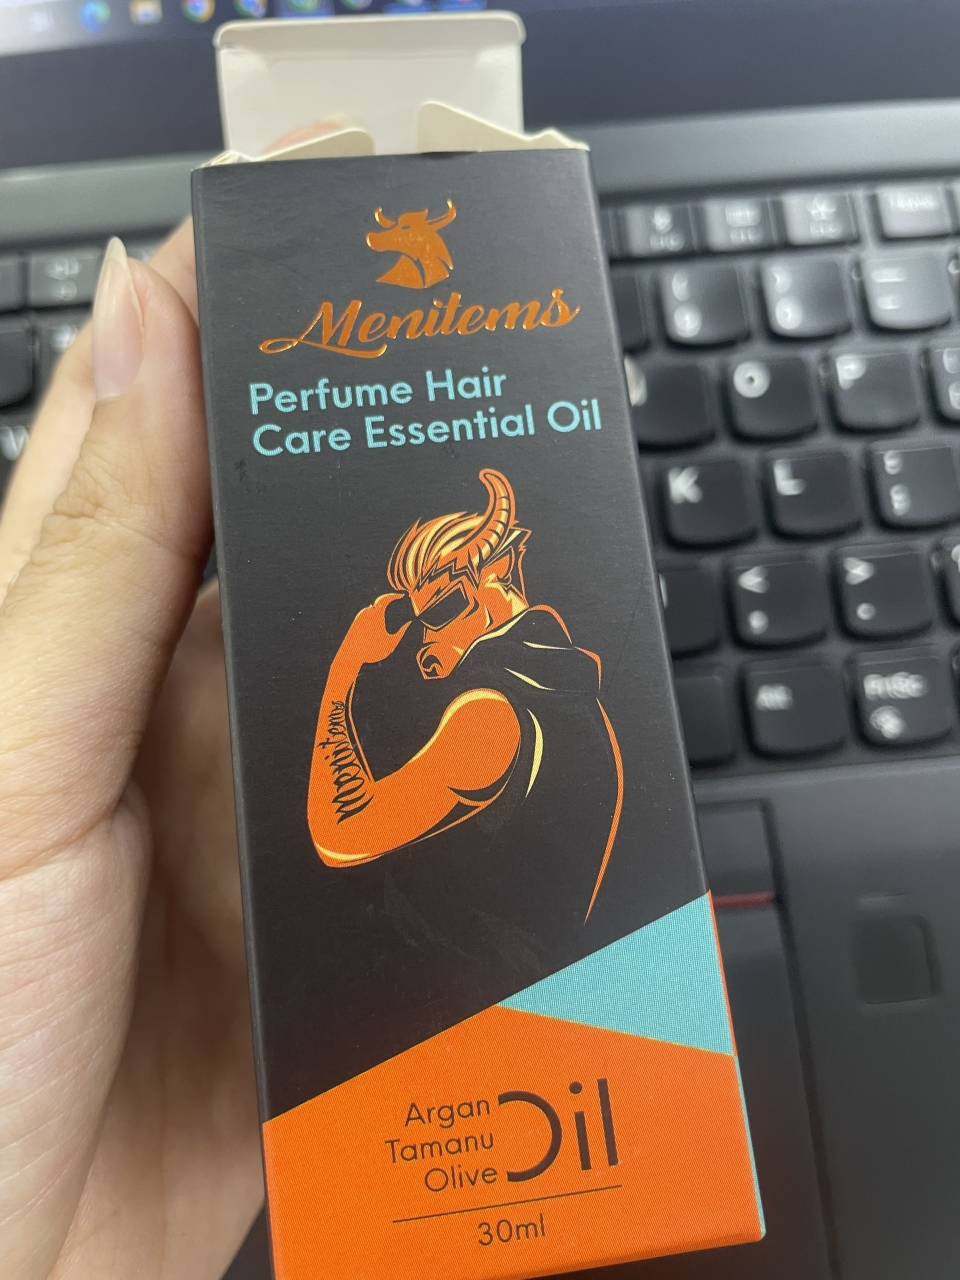 Menitems
Perfume Hair
Care Essential Oil
menitems
Argan
Tamanu
Olive
Oil
30ml
O
P
K
L